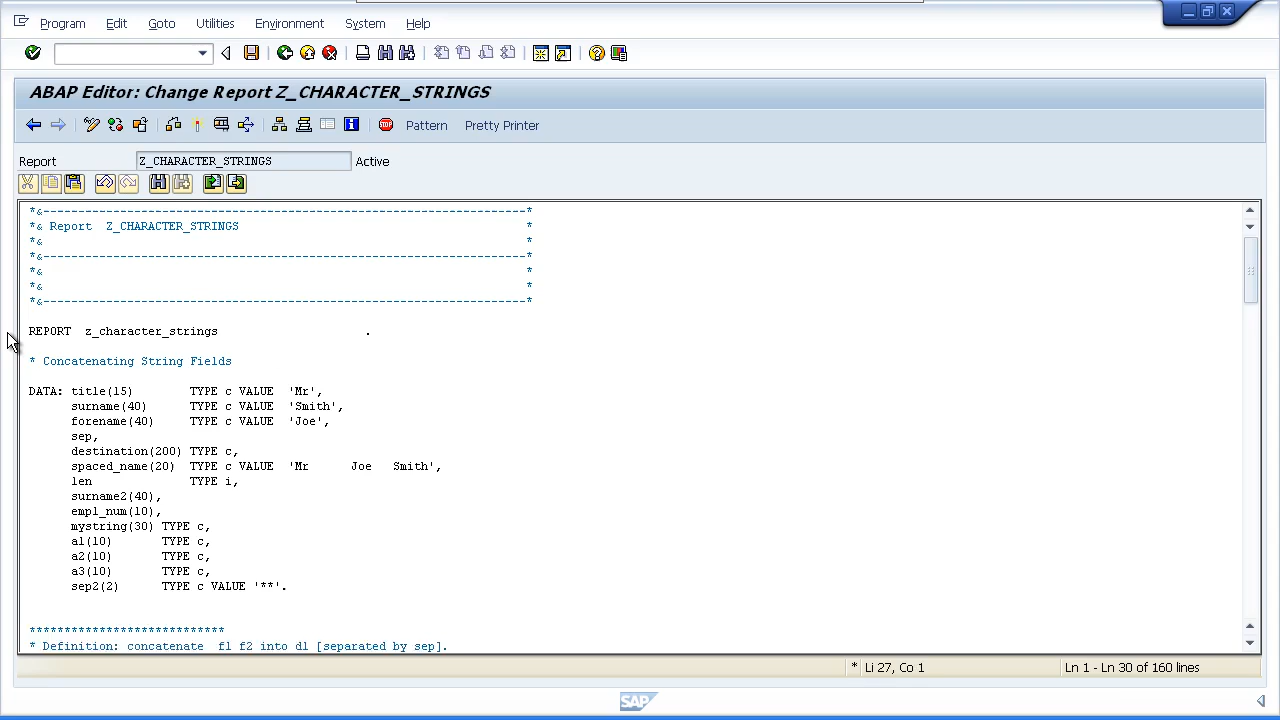 Program Edit Goto Utilities Environment System Help
ABAP Editor: Change Report Z_CHARACTER_STRINGS
STOP Pattern Pretty Printer
Report Z_CHARACTER_STRINGS Active
*&---------------------------------------------------------------------*
*& Report  Z_CHARACTER_STRINGS                                         *
*&                                                                     *
*&---------------------------------------------------------------------*
*&                                                                     *
*&                                                                     *
*&---------------------------------------------------------------------*
REPORT  z_character_strings                     .
* Concatenating String Fields
DATA: title(15)        TYPE c VALUE  'Mr',
surname(40)      TYPE c VALUE  'Smith',
forename(40)     TYPE c VALUE  'Joe',
sep,
destination(200) TYPE c,
spaced_name(20)  TYPE c VALUE  'Mr      Joe   Smith',
len              TYPE i,
surname2(40),
empl_num(10),
mystring(30) TYPE c,
a1(10)       TYPE c,
a2(10)       TYPE c,
a3(10)       TYPE c,
sep2(2)      TYPE c VALUE '**'.
****************************
* Definition: concatenate  f1 f2 into d1 [separated by sep].
* Li 27, Co 1 Ln 1 - Ln 30 of 160 lines
SAP